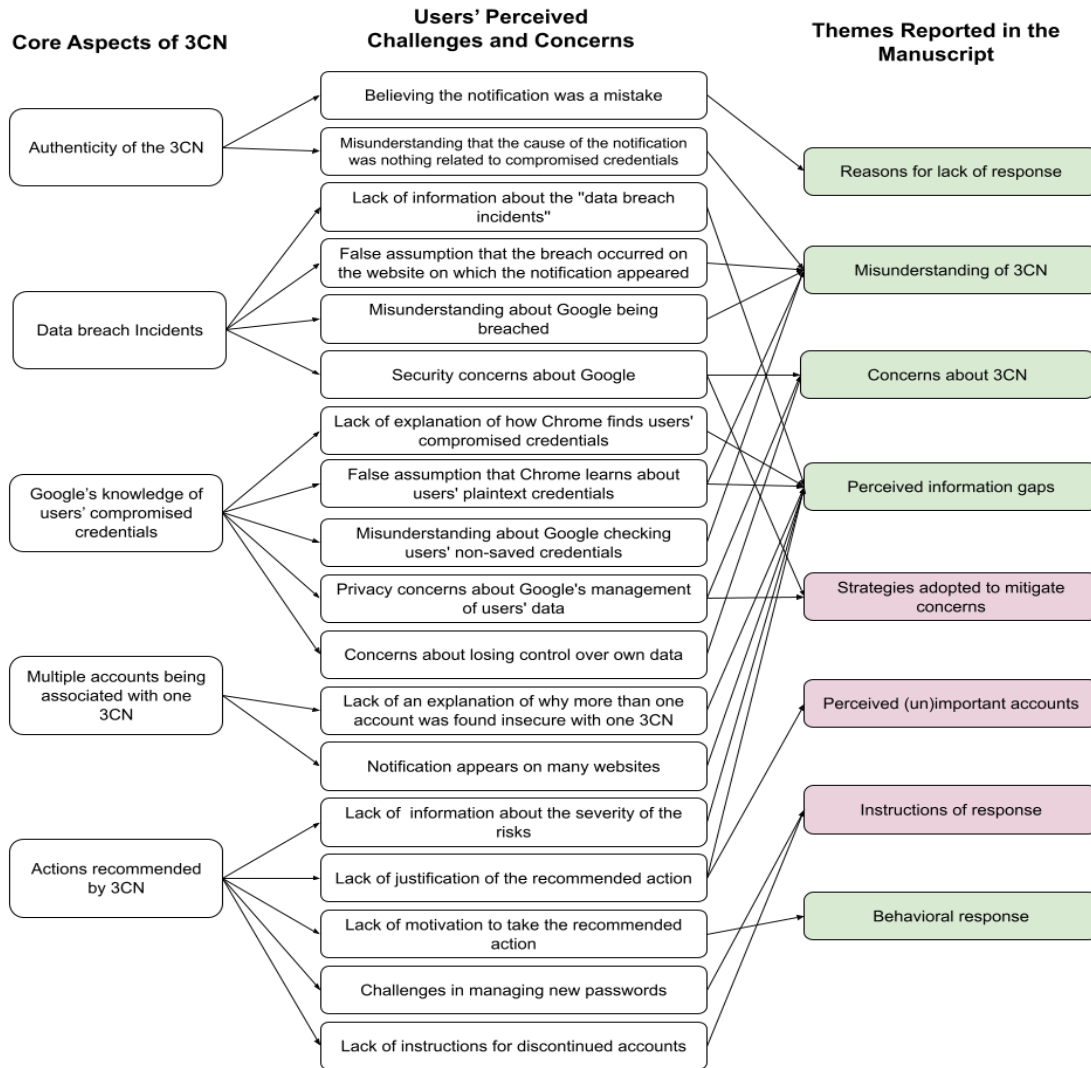 Core Aspects of 3CN
Users' Perceived
Challenges and Concerns
Themes Reported in the
Manuscript
Authenticity of the 3CN
Data breach Incidents
Google's knowledge of
users' compromised
credentials
Multiple accounts being
associated with one
3CN
Actions recommended
by 3CN
Believing the notification was a mistake
Misunderstanding that the cause of the notification
was nothing related to compromised credentials
Lack of information about the "data breach
incidents"
False assumption that the breach occurred on
the website on which the notification appeared
Misunderstanding about Google being
breached
Security concerns about Google
Lack of explanation of how Chrome finds users'
compromised credentials
False assumption that Chrome learns about
users' plaintext credentials
Misunderstanding about Google checking
users' non-saved credentials
Privacy concerns about Google's management
of users' data
Concerns about losing control over own data
Lack of an explanation of why more than one
account was found insecure with one 3CN
Notification appears on many websites
Lack of information about the severity of the
risks
Lack of justification of the recommended action
Lack of motivation to take the recommended
action
Challenges in managing new passwords
Lack of instructions for discontinued accounts
Reasons for lack of response
Misunderstanding of 3CN
Concerns about 3CN
Perceived information gaps
Strategies adopted to mitigate
concerns
Perceived (un)important accounts
Instructions of response
Behavioral response